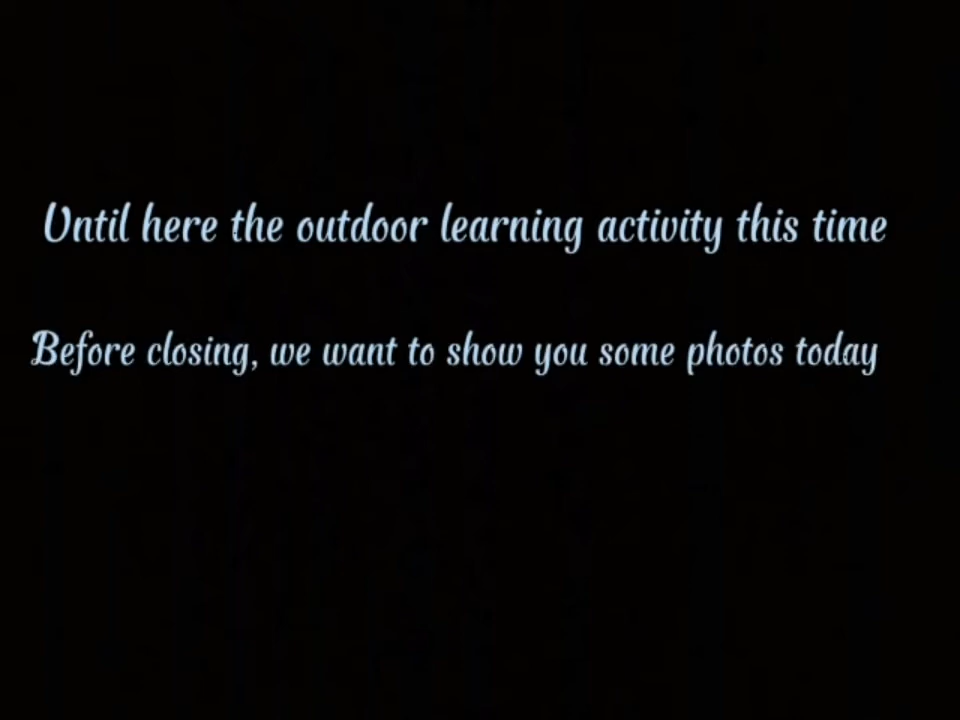 Until here the outdoor learning activity this time
Before closing, we want to show you some photos today